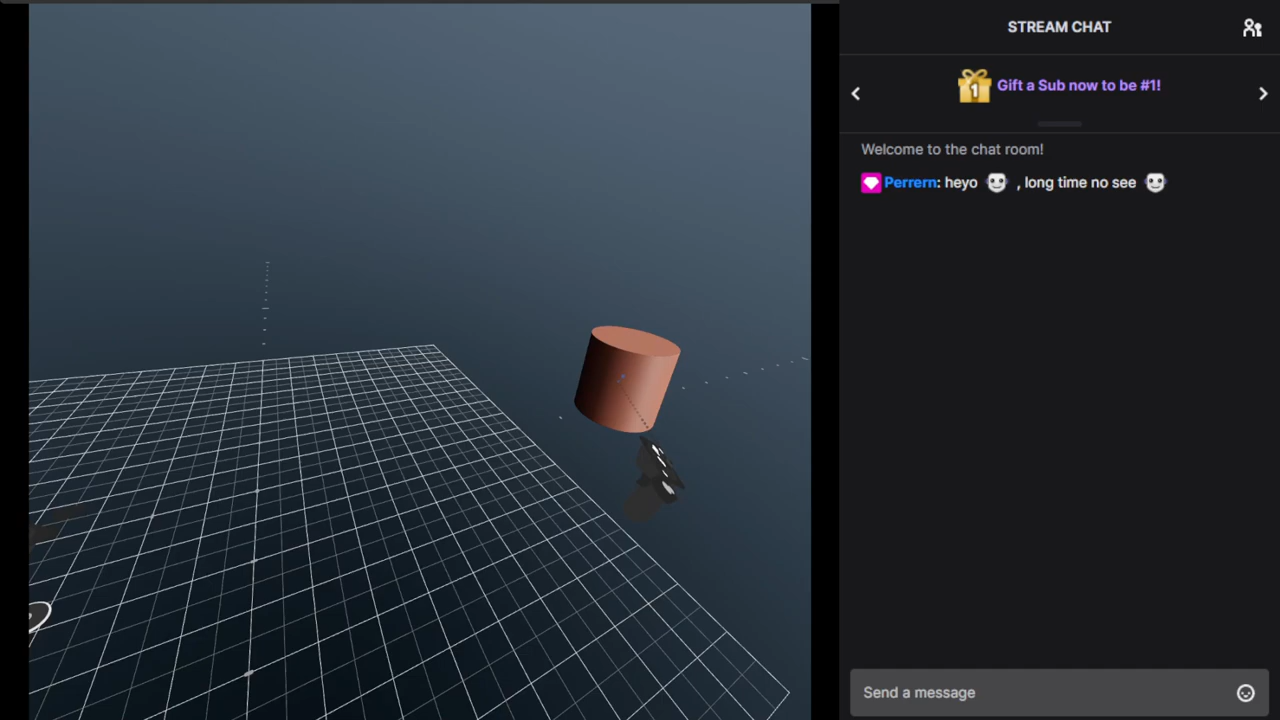 STREAM CHAT
1 Gift a Sub now to be #1!
Welcome to the chat room!
Perrern: heyo , long time no see
Send a message